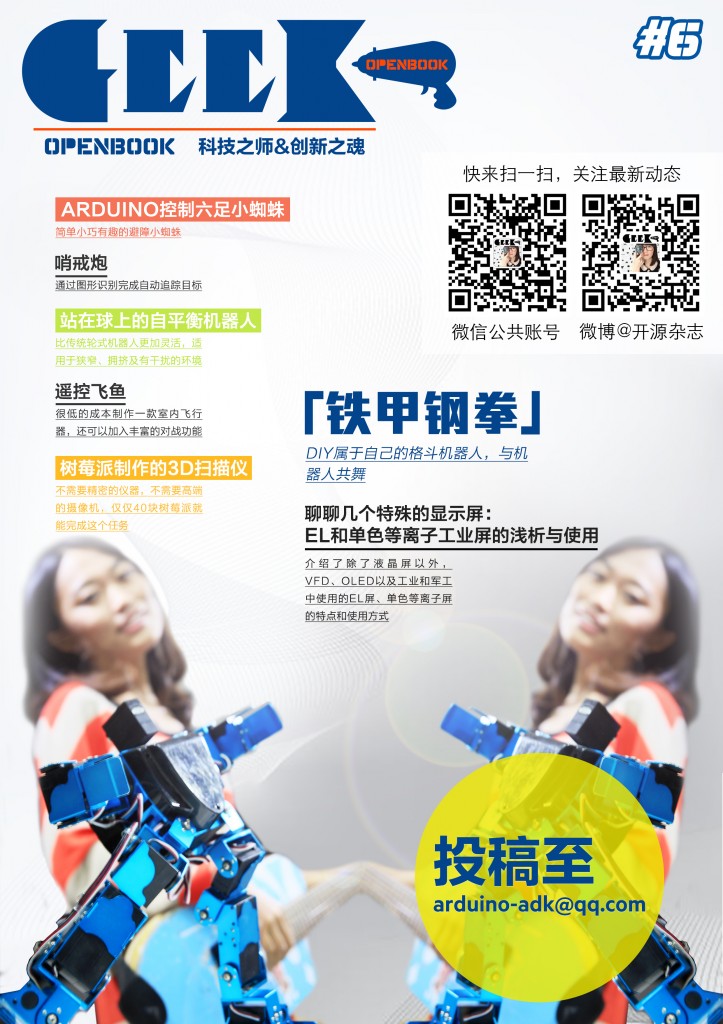 GEEK
OPENBOOK
#6
OPENBOOK 科技之师&创新之魂
快来扫一扫，关注最新动态
微信公共账号 微博@开源杂志
ARDUINO控制六足小蜘蛛
简单小巧有趣的避障小蜘蛛
哨戒炮
通过图形识别完成自动追踪目标
站在球上的自平衡机器人
比传统轮式机器人更加灵活，适
用于狭窄、拥挤及有干扰的环境
遥控飞鱼
很低的成本制作一款室内飞行
器，还可以加入丰富的对战功能
树莓派制作的3D扫描仪
不需要精密的仪器，不需要高端
的摄像机，仅仅40块树莓派就
能完成这个任务
「铁甲钢拳」
DIY属于自己的格斗机器人，与机
器人共舞
聊聊几个特殊的显示屏：
EL和单色等离子工业屏的浅析与使用
介绍了除了液晶屏以外，
VFD、OLED以及工业和军工
中使用的EL屏、单色等离子屏
的特点和使用方式
投稿至
arduino-adk@qq.com